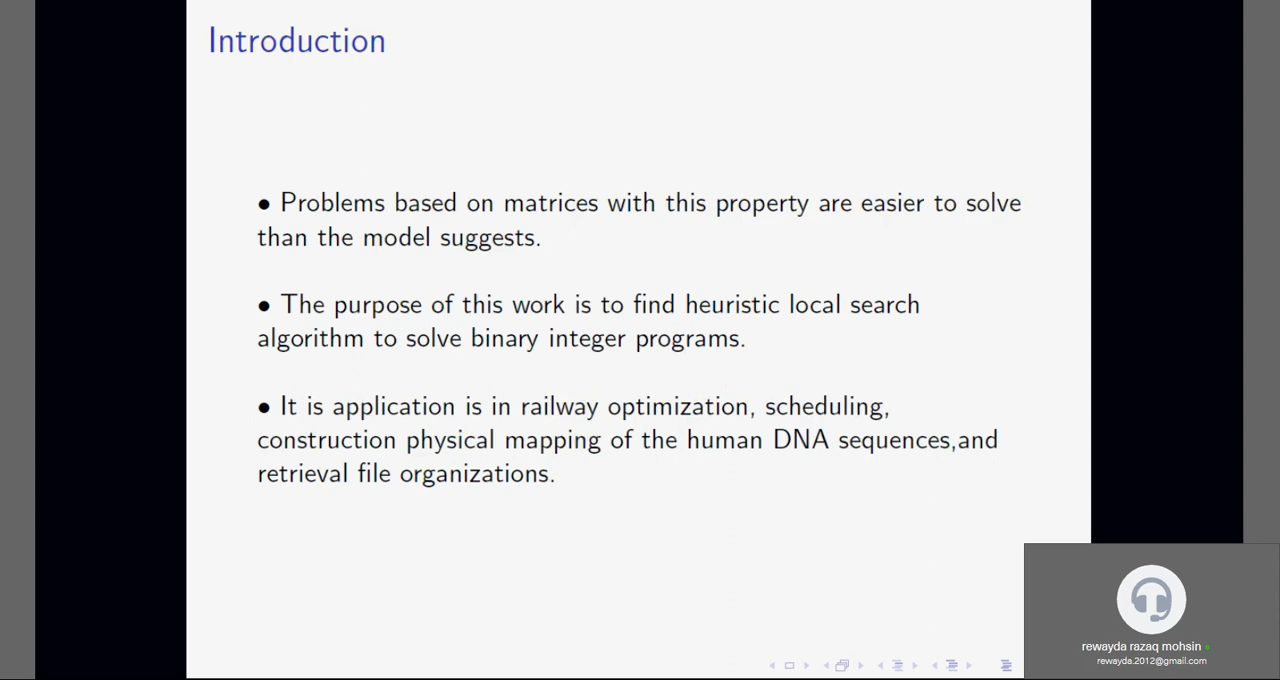 Introduction
• Problems based on matrices with this property are easier to solve
than the model suggests.
• The purpose of this work is to find heuristic local search
algorithm to solve binary integer programs.
• It is application is in railway optimization, scheduling,
construction physical mapping of the human DNA sequences,and
retrieval file organizations.
rewayda razaq mohsin
rewayda.2012@gmail.com